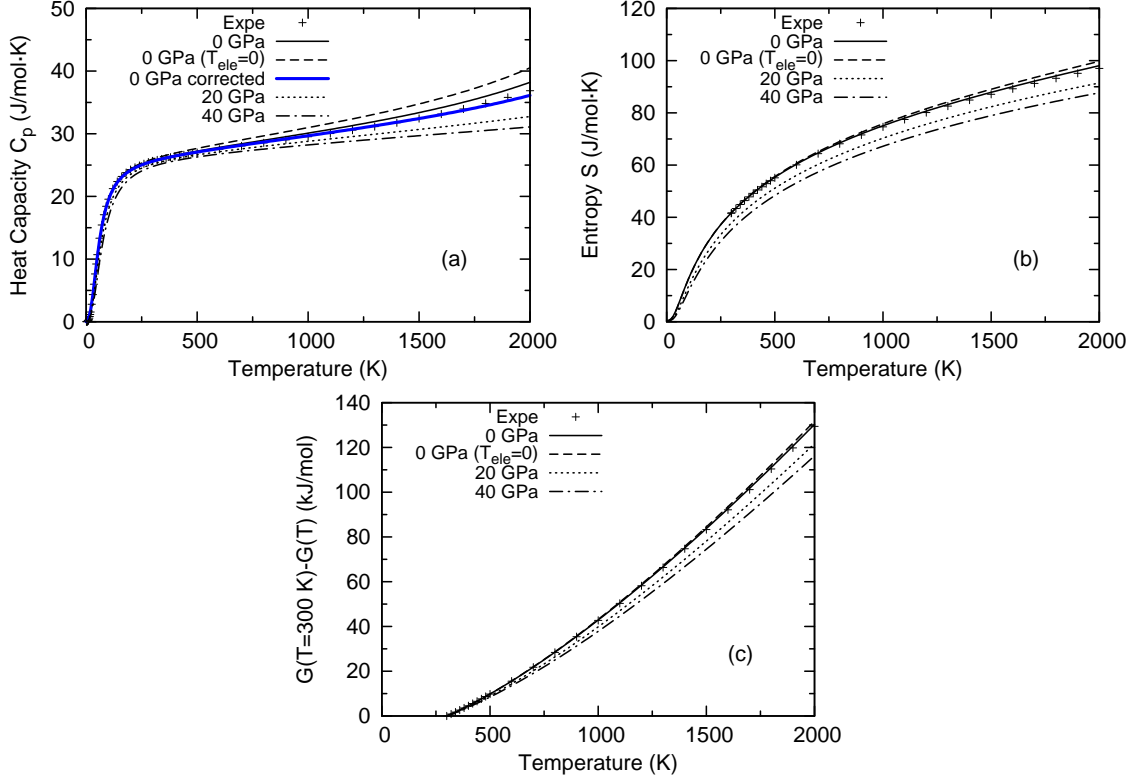 Heat Capacity C_p (J/mol·K)
50
40
30
20
10
0
Expe
0 GPa
0 GPa (T_ele=0)
0 GPa corrected
20 GPa
40 GPa
(a)
0 500 1000 1500 2000
Temperature (K)
Entropy S (J/mol·K)
120
100
80
60
40
20
0
Expe
0 GPa
0 GPa (T_ele=0)
20 GPa
40 GPa
(b)
0 500 1000 1500 2000
Temperature (K)
G(T=300 K)-G(T) (kJ/mol)
140
120
100
80
60
40
20
0
Expe
0 GPa
0 GPa (T_ele=0)
20 GPa
40 GPa
(c)
0 500 1000 1500 2000
Temperature (K)